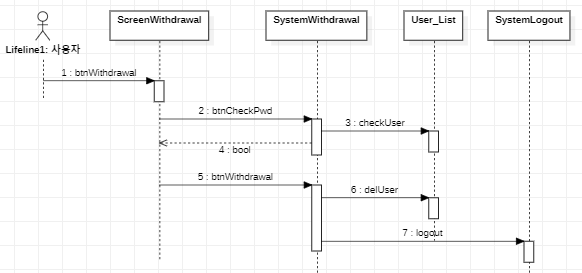 ScreenWithdrawal
SystemWithdrawal
User_List
SystemLogout
Lifeline1: 사용자
1 : btnWithdrawal
2 : btnCheckPwd
3 : checkUser
4 : bool
5 : btnWithdrawal
6 : delUser
7 : logout